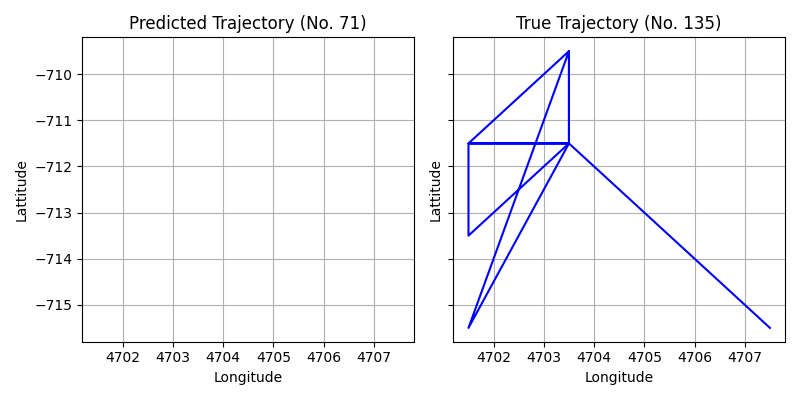 Predicted Trajectory (No. 71)
True Trajectory (No. 135)
−710
−711
−712
−713
−714
−715
Lattitude
Lattitude
4702 4703 4704 4705 4706 4707
4702 4703 4704 4705 4706 4707
Longitude
Longitude